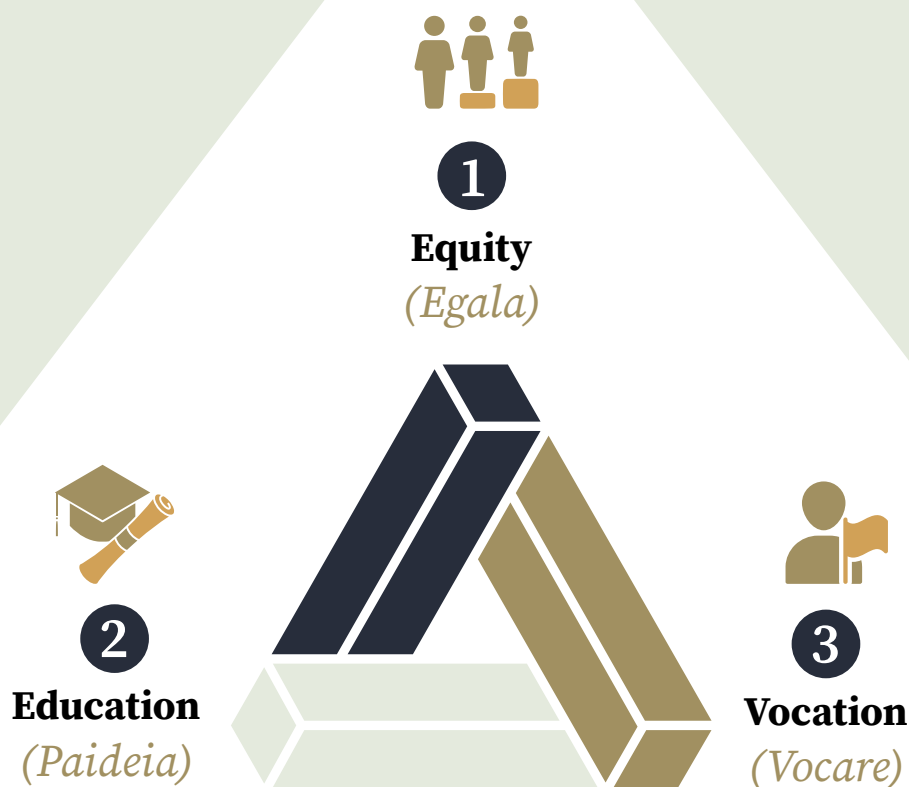 1
Equity
(Egala)
2
Education
(Paideia)
3
Vocation
(Vocare)